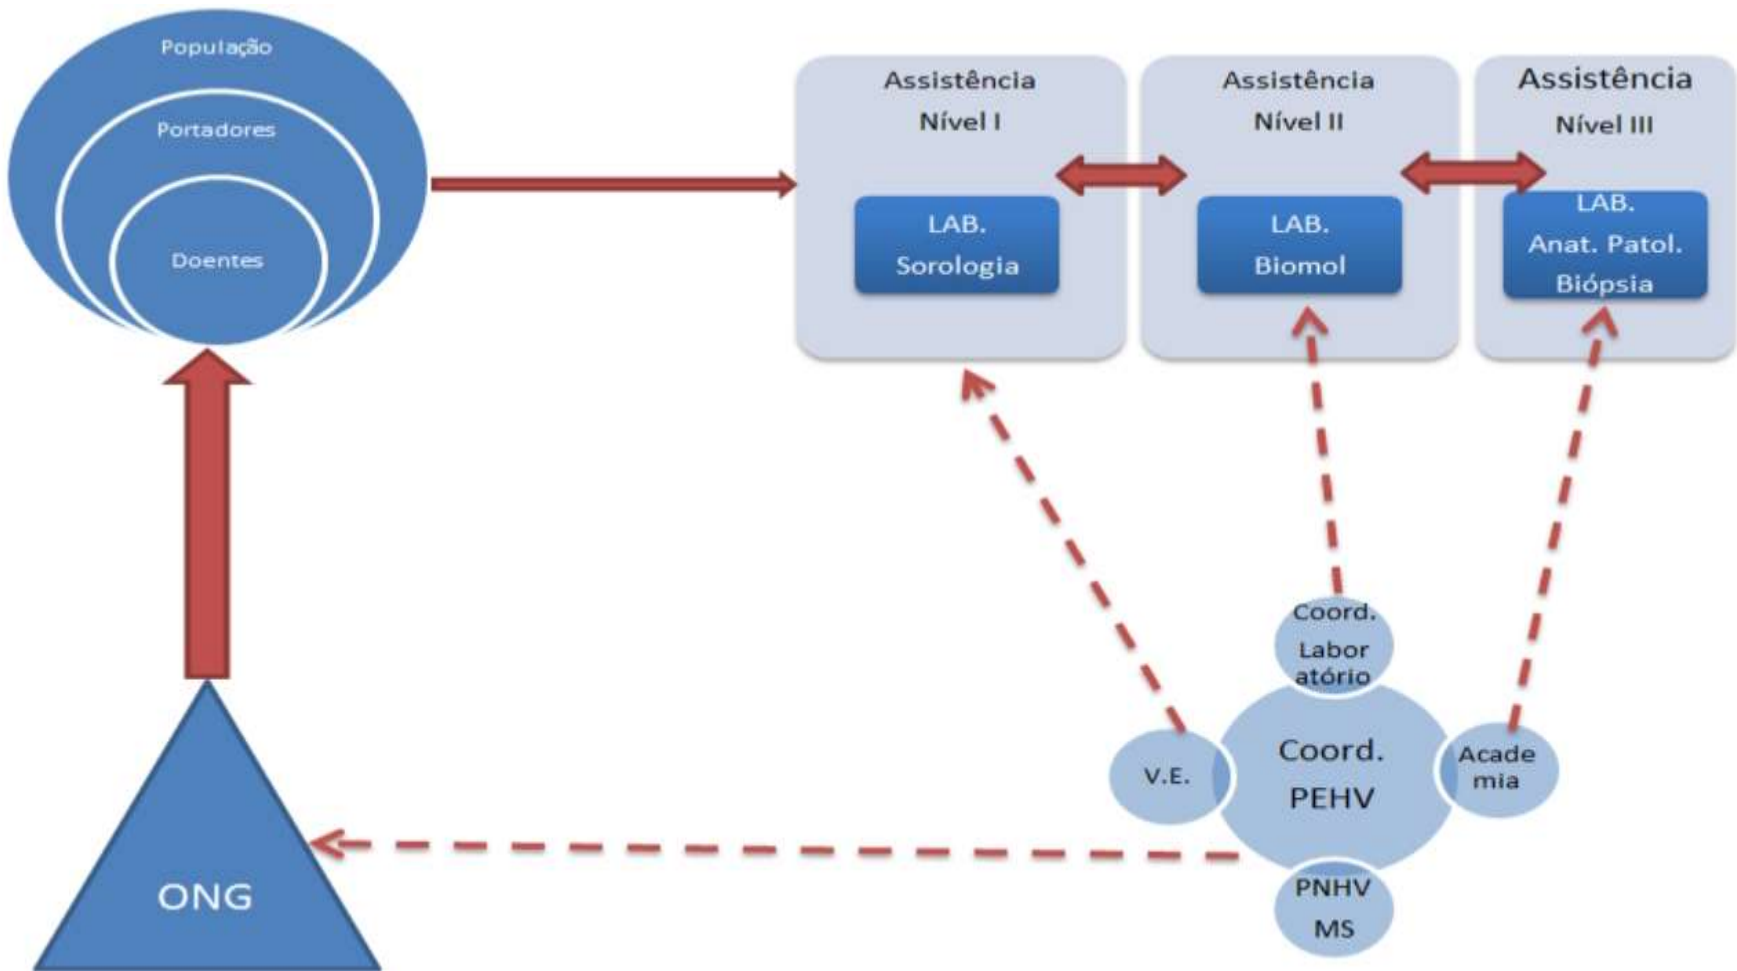 População
Portadores
Doentes
Assistência
Nível I
LAB.
Sorologia
Assistência
Nível II
LAB.
Biomol
Assistência
Nível III
LAB.
Anat. Patol.
Biópsia
Coord.
Labor
atório
V.E.
Coord.
PEHV
Acade
mia
PNHV
MS
ONG